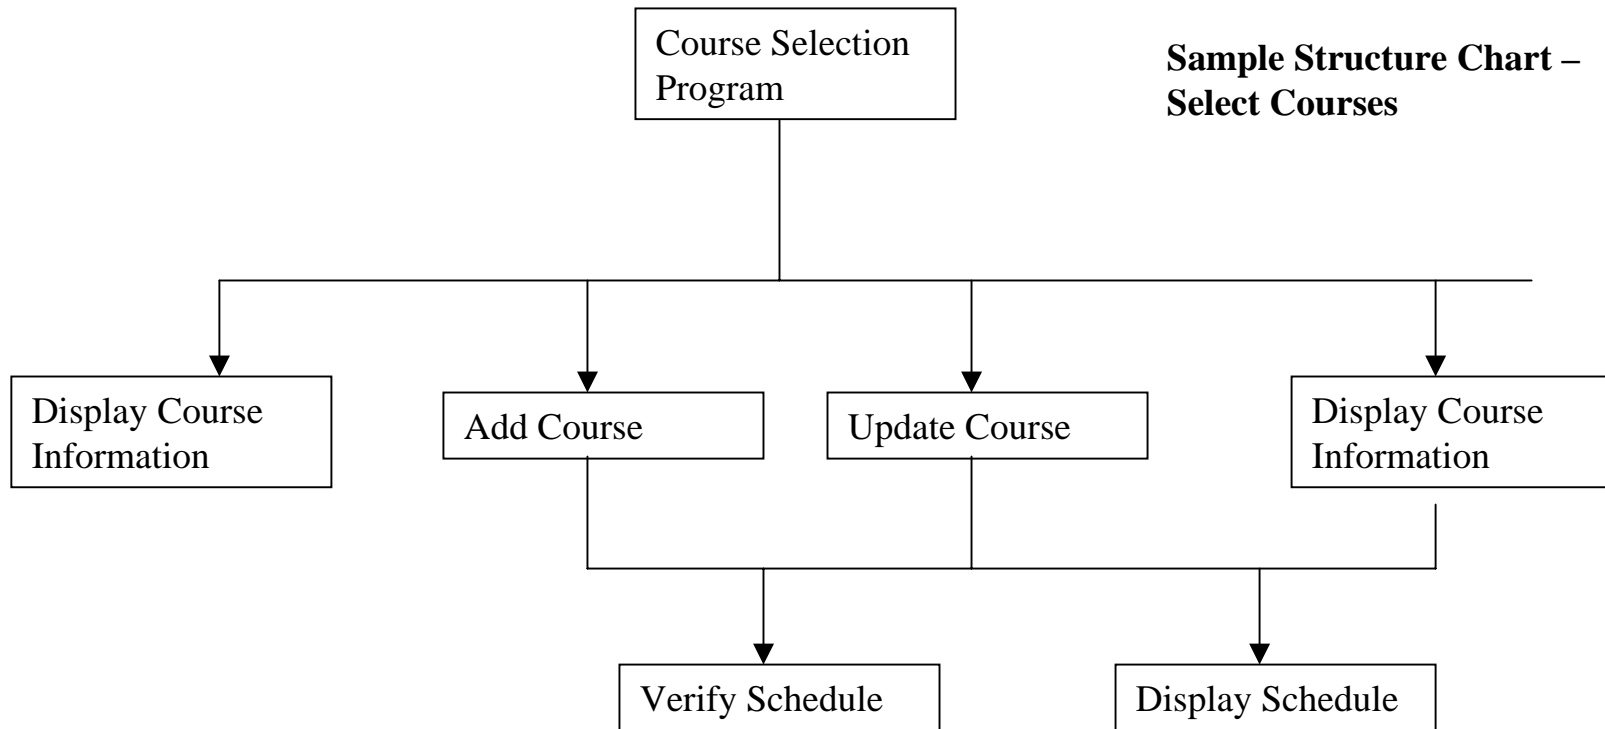 Course Selection
Program
Sample Structure Chart –
Select Courses
Display Course
Information
Add Course
Update Course
Display Course
Information
Verify Schedule
Display Schedule